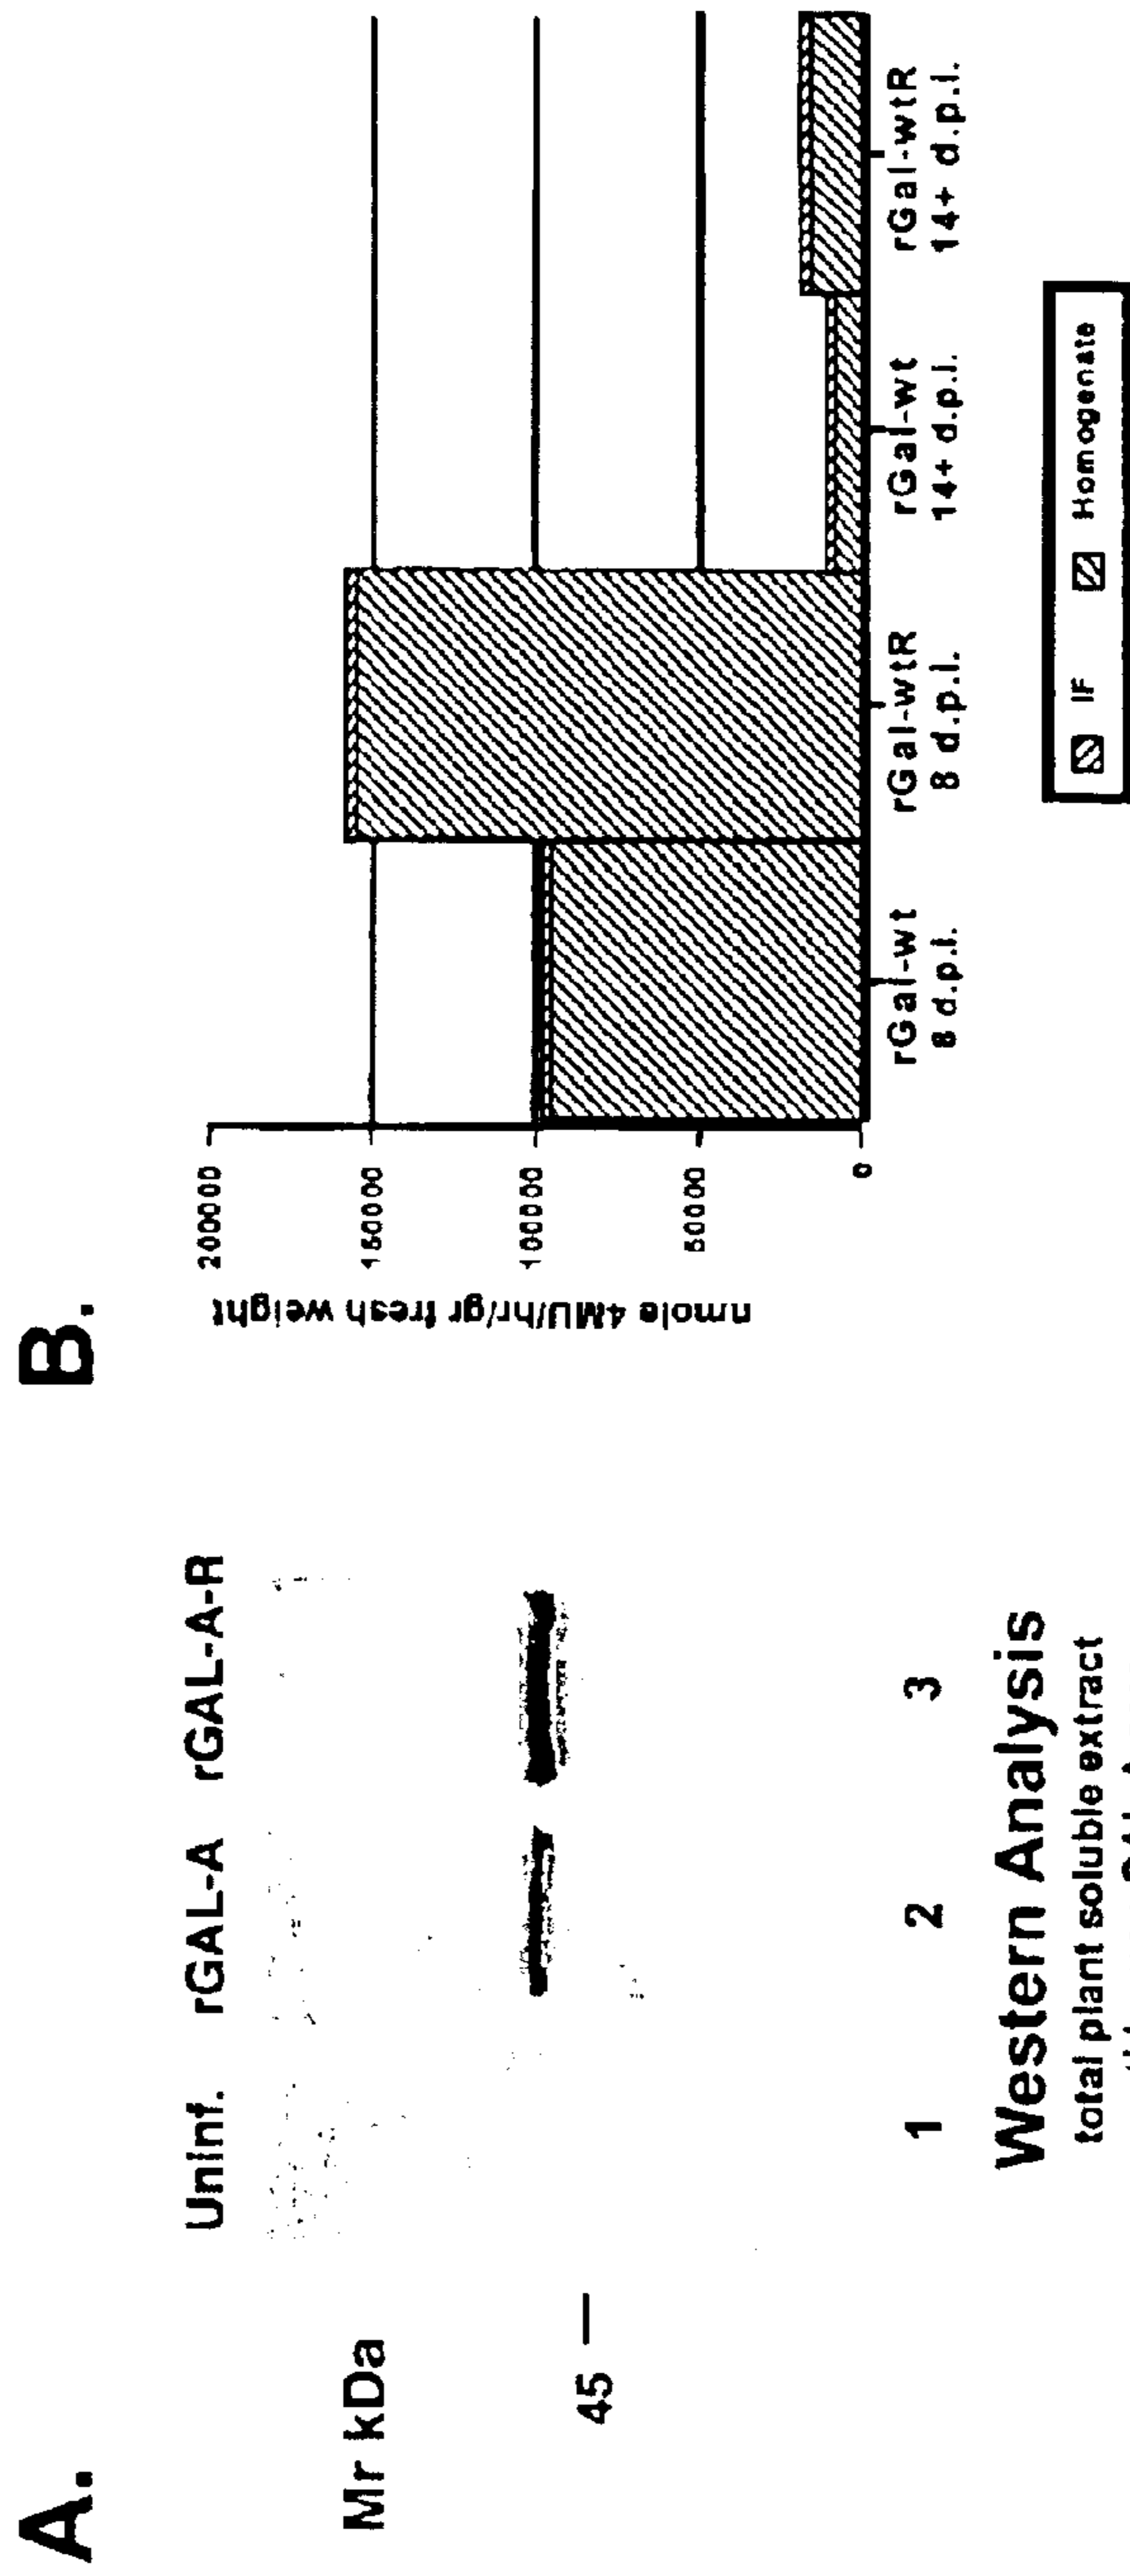 A.
Uninf. rGAL-A rGAL-A-R
Mr kDa
45 —
1 2 3
Western Analysis
total plant soluble extract
B.
nmole 4MU/hr/gr fresh weight
200000
150000
100000
50000
0
rGal-wt rGal-wtR rGal-wt rGal-wtR
8 d.p.i. 8 d.p.i. 14+ d.p.i. 14+ d.p.i.
IF Homogenate